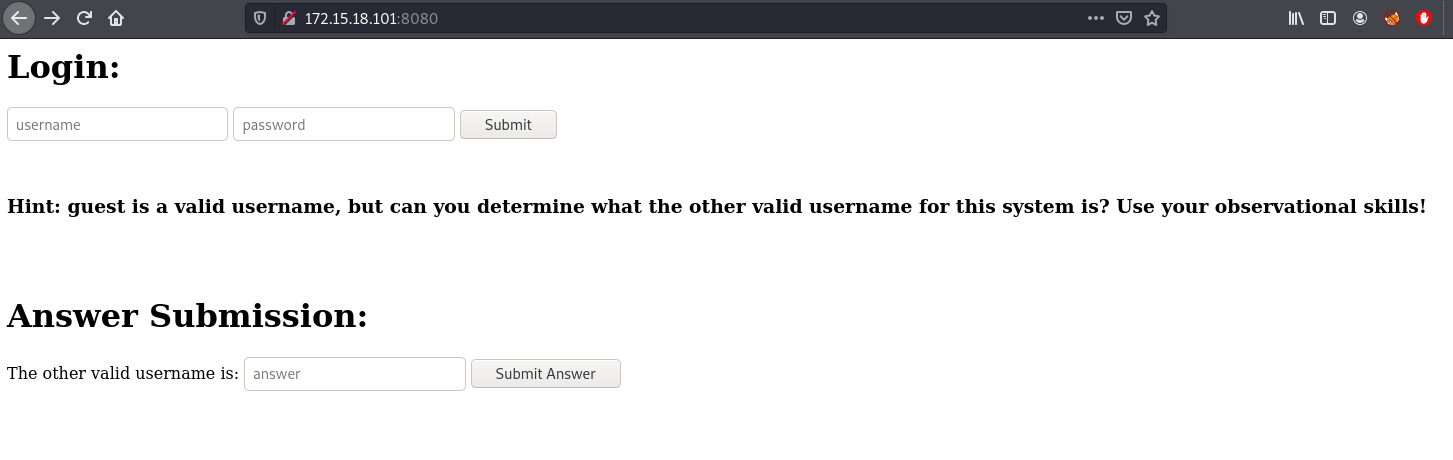 172.15.18.101:8080
Login:
username password Submit
Hint: guest is a valid username, but can you determine what the other valid username for this system is? Use your observational skills!
Answer Submission:
The other valid username is: answer Submit Answer